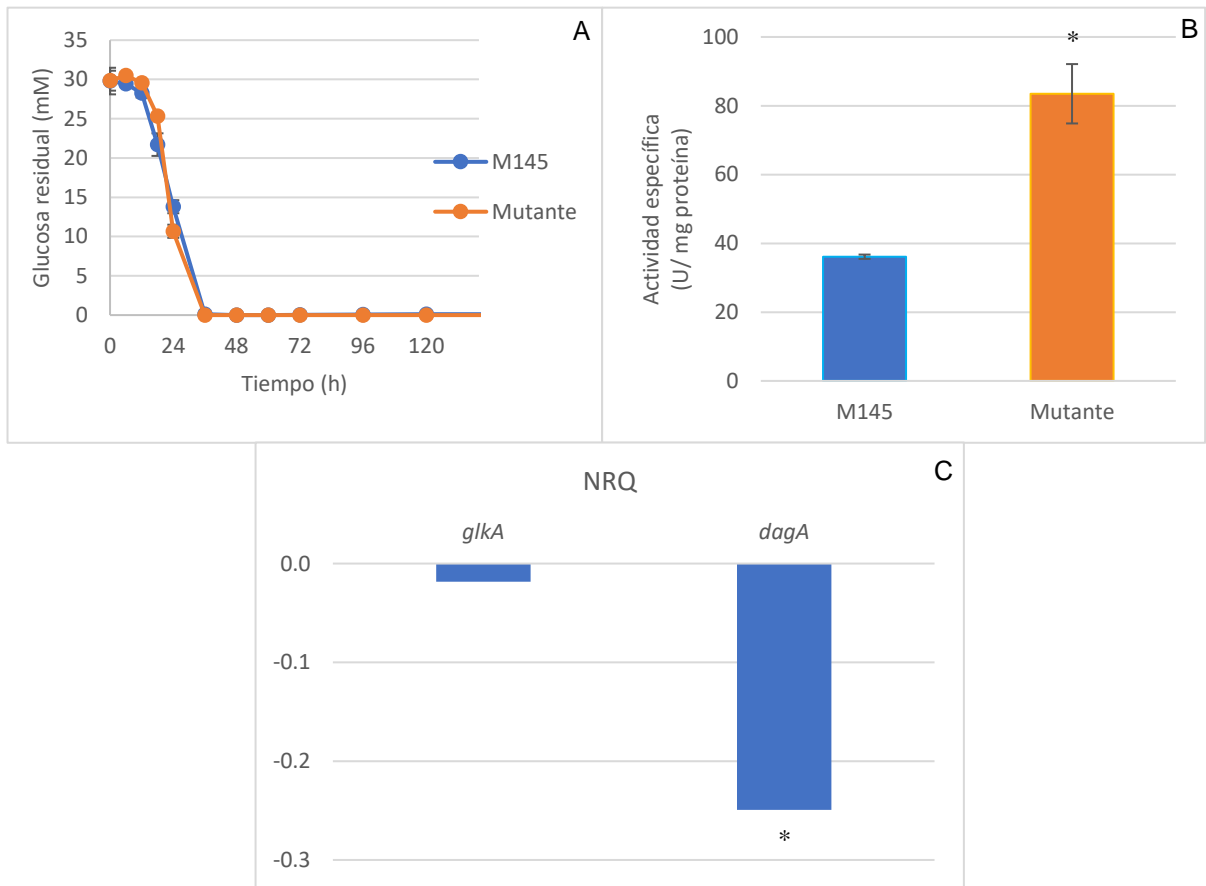 A
35
30
25
20
15
10
5
0
Glucosa residual (mM)
0 24 48 72 96 120
Tiempo (h)
M145
Mutante
B
100
80
60
40
20
0
Actividad específica
(U/ mg proteína)
*
M145 Mutante
C
NRQ
glkA dagA
0.0
-0.1
-0.2
-0.3
*